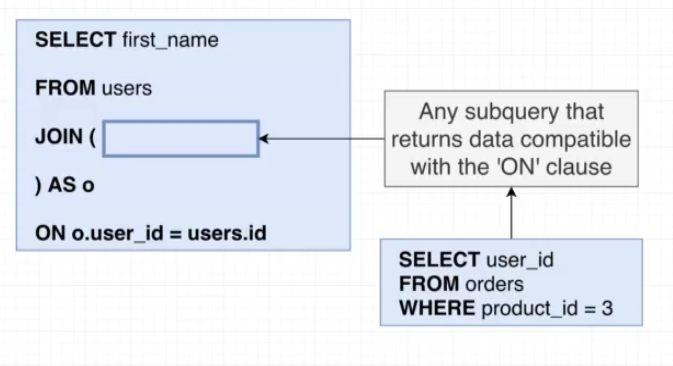 SELECT first_name
FROM users
JOIN (
) AS o
ON o.user_id = users.id
Any subquery that
returns data compatible
with the 'ON' clause
SELECT user_id
FROM orders
WHERE product_id = 3